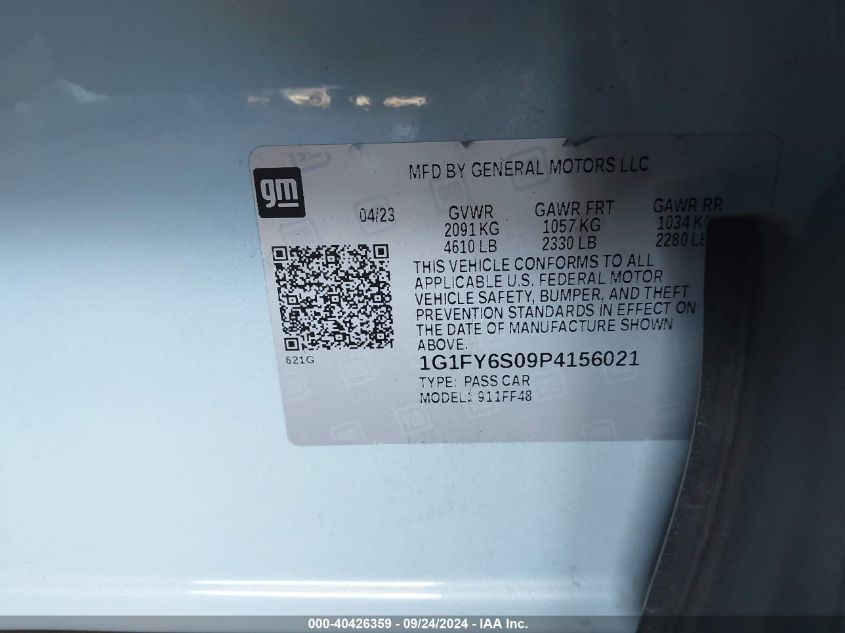 gm
MFD BY GENERAL MOTORS LLC
04/23
GVWR GAWR FRT GAWR RR
2091 KG 1057 KG 1034 KG
4610 LB 2330 LB 2280 LB
THIS VEHICLE CONFORMS TO ALL
APPLICABLE U.S. FEDERAL MOTOR
VEHICLE SAFETY, BUMPER, AND THEFT
PREVENTION STANDARDS IN EFFECT ON
THE DATE OF MANUFACTURE SHOWN
ABOVE.
621G
1G1FY6S09P4156021
TYPE: PASS CAR
MODEL: 911FF48
000-40426359 - 09/24/2024 - IAA Inc.